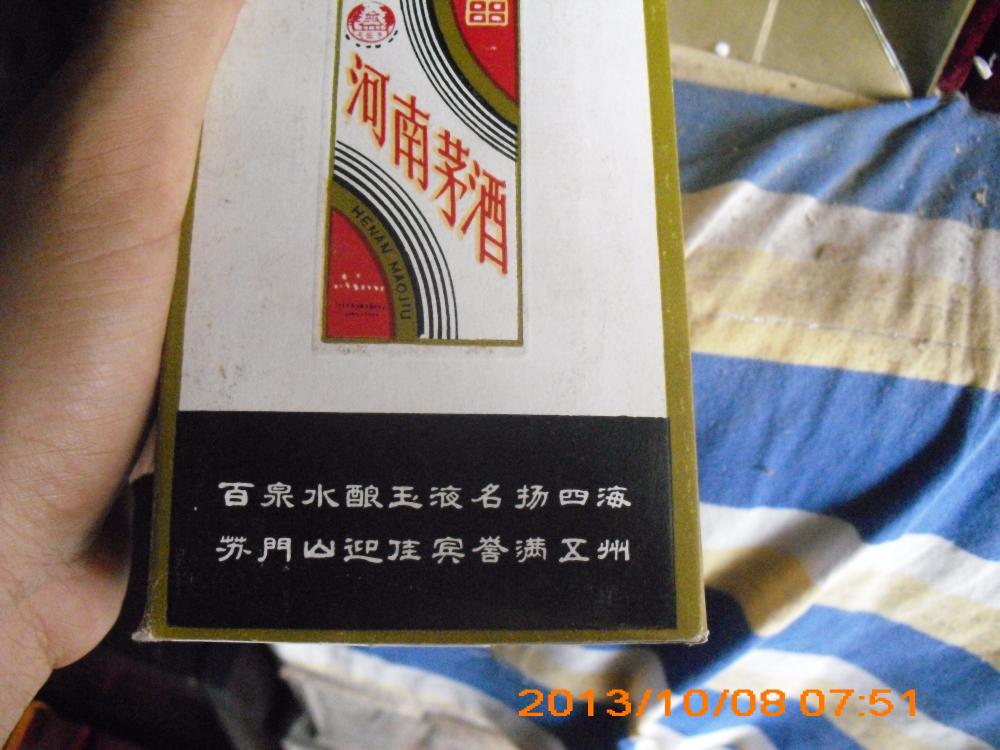 河南茅酒
HENAN MAOJIU
百泉水酿玉液名扬四海
苏門山迎佳宾誉满五州
2013/10/08 07:51